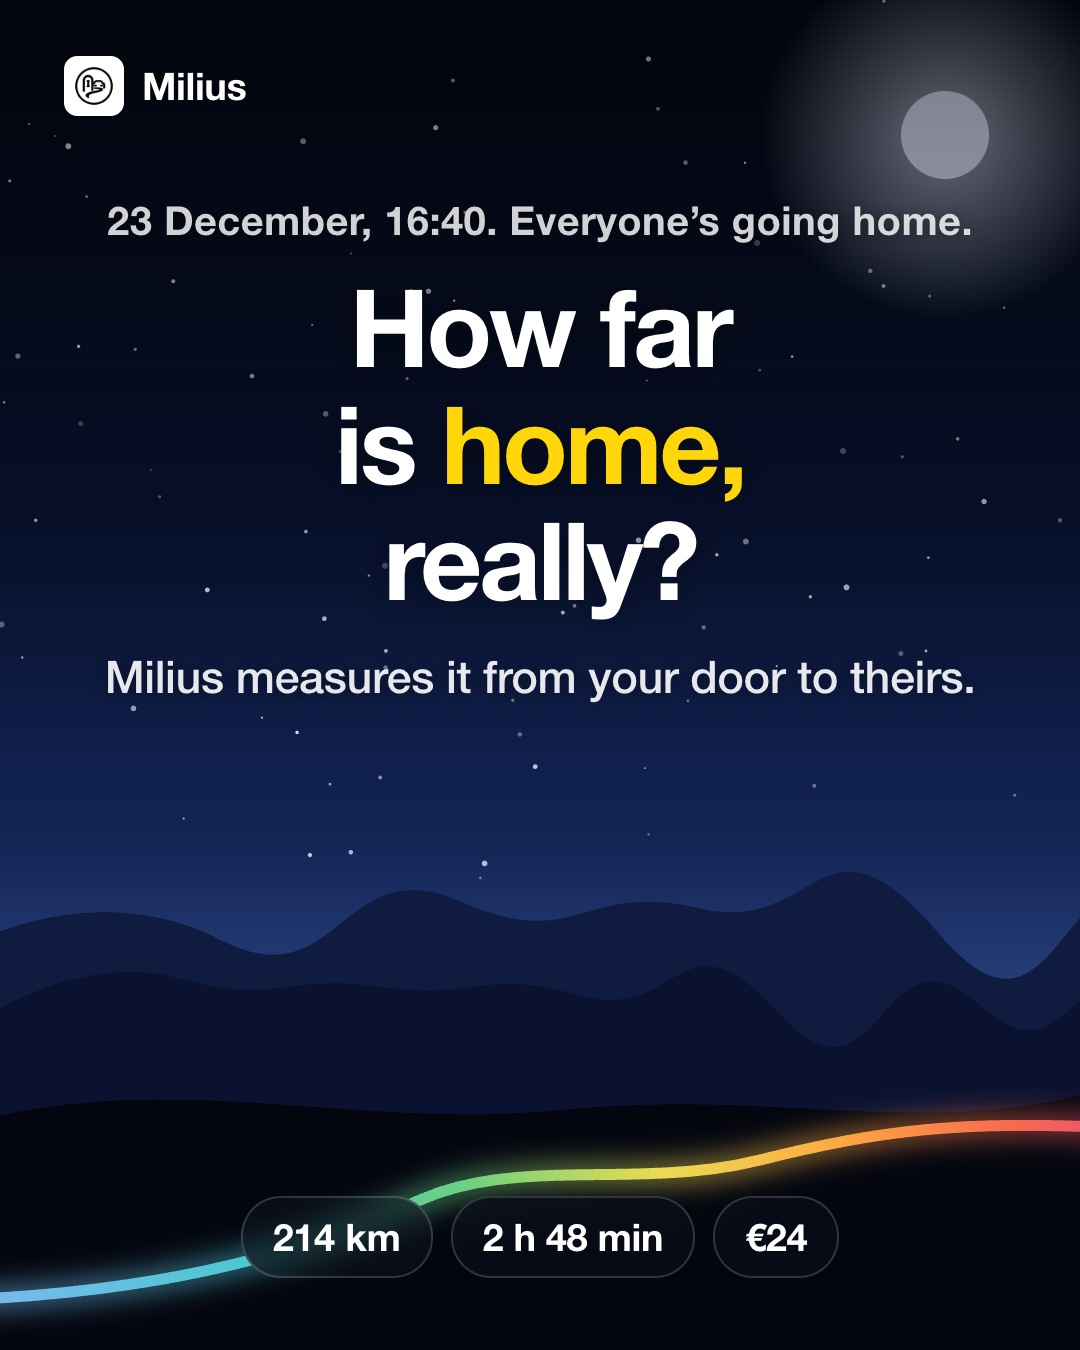 Milius
23 December, 16:40. Everyone’s going home.
How far
is home,
really?
Milius measures it from your door to theirs.
214 km
2 h 48 min
€24